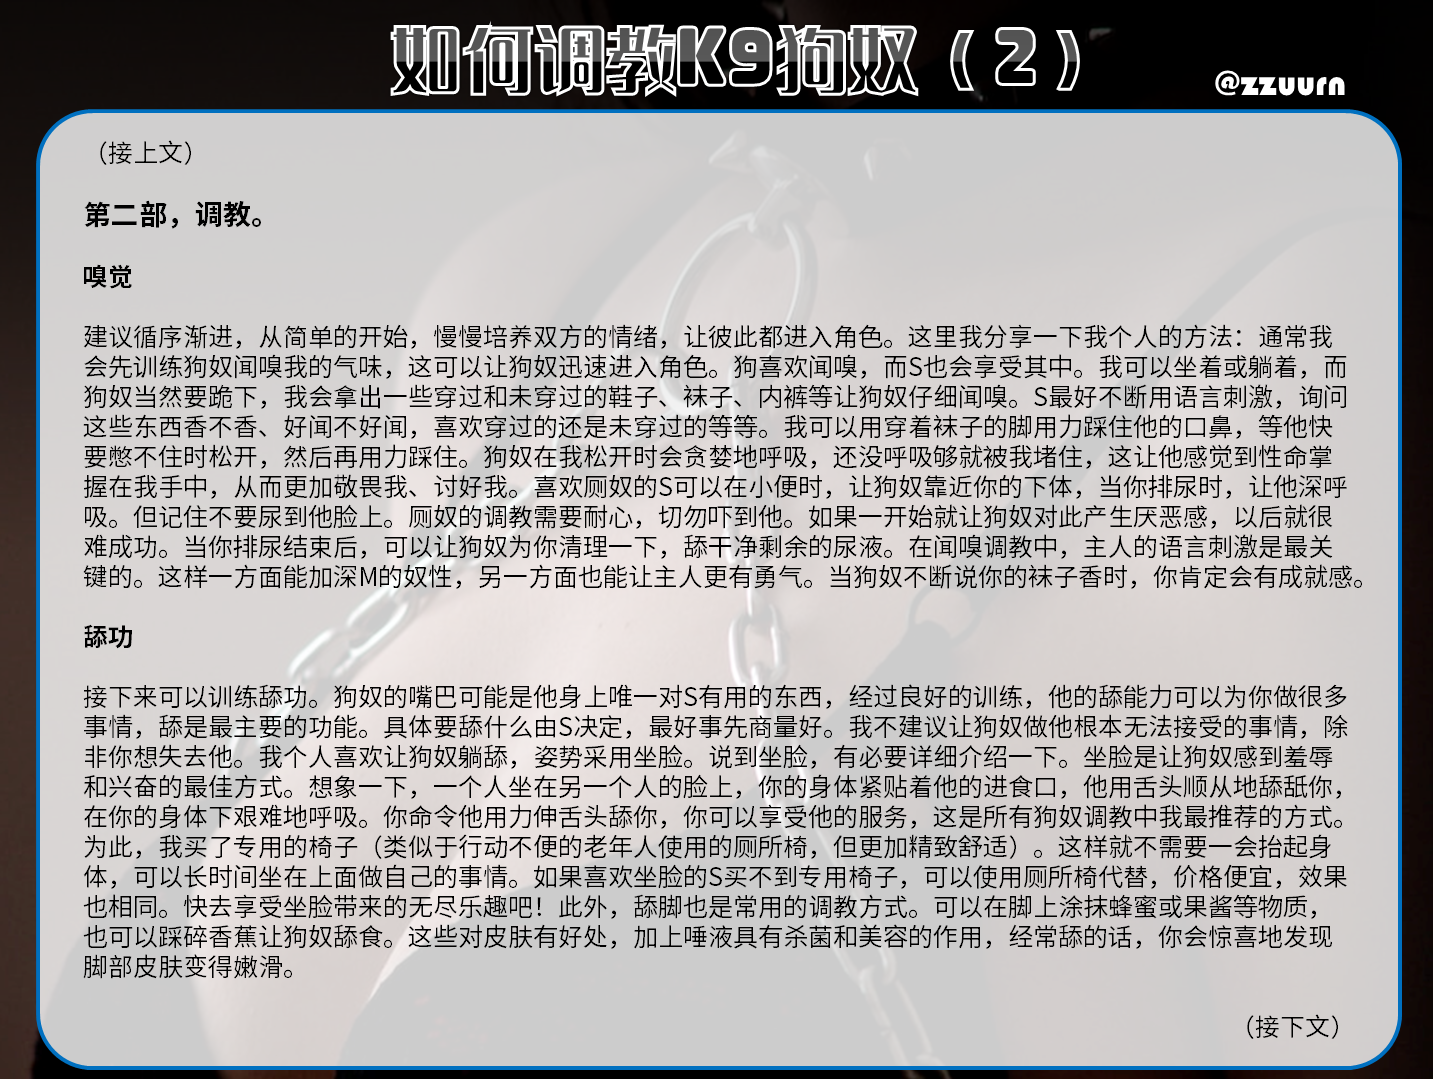 如何调教K9狗奴（2）
@zzuurn
（接上文）
第二部，调教。
嗅觉
建议循序渐进，从简单的开始，慢慢培养双方的情绪，让彼此都进入角色。这里我分享一下我个人的方法：通常我
会先训练狗奴闻嗅我的气味，这可以让狗奴迅速进入角色。狗喜欢闻嗅，而S也会享受其中。我可以坐着或躺着，而
狗奴当然要跪下，我会拿出一些穿过和未穿过的鞋子、袜子、内裤等让狗奴仔细闻嗅。S最好不断用语言刺激，询问
这些东西香不香、好闻不好闻，喜欢穿过的还是未穿过的等等。我可以用穿着袜子的脚用力踩住他的口鼻，等他快
要憋不住时松开，然后再用力踩住。狗奴在我松开时会贪婪地呼吸，还没呼吸够就被我堵住，这让他感觉到性命掌
握在我手中，从而更加敬畏我、讨好我。喜欢厕奴的S可以在小便时，让狗奴靠近你的下体，当你排尿时，让他深呼
吸。但记住不要尿到他脸上。厕奴的调教需要耐心，切勿吓到他。如果一开始就让狗奴对此产生厌恶感，以后就很
难成功。当你排尿结束后，可以让狗奴为你清理一下，舔干净剩余的尿液。在闻嗅调教中，主人的语言刺激是最关
键的。这样一方面能加深M的奴性，另一方面也能让主人更有勇气。当狗奴不断说你的袜子香时，你肯定会有成就感。
舔功
接下来可以训练舔功。狗奴的嘴巴可能是他身上唯一对S有用的东西，经过良好的训练，他的舔能力可以为你做很多
事情，舔是最主要的功能。具体要舔什么由S决定，最好事先商量好。我不建议让狗奴做他根本无法接受的事情，除
非你想失去他。我个人喜欢让狗奴躺舔，姿势采用坐脸。说到坐脸，有必要详细介绍一下。坐脸是让狗奴感到羞辱
和兴奋的最佳方式。想象一下，一个人坐在另一个人的脸上，你的身体紧贴着他的进食口，他用舌头顺从地舔舐你，
在你的身体下艰难地呼吸。你命令他用力伸舌头舔你，你可以享受他的服务，这是所有狗奴调教中我最推荐的方式。
为此，我买了专用的椅子（类似于行动不便的老年人使用的厕所椅，但更加精致舒适）。这样就不需要一会抬起身
体，可以长时间坐在上面做自己的事情。如果喜欢坐脸的S买不到专用椅子，可以使用厕所椅代替，价格便宜，效果
也相同。快去享受坐脸带来的无尽乐趣吧！此外，舔脚也是常用的调教方式。可以在脚上涂抹蜂蜜或果酱等物质，
也可以踩碎香蕉让狗奴舔食。这些对皮肤有好处，加上唾液具有杀菌和美容的作用，经常舔的话，你会惊喜地发现
脚部皮肤变得嫩滑。
（接下文）